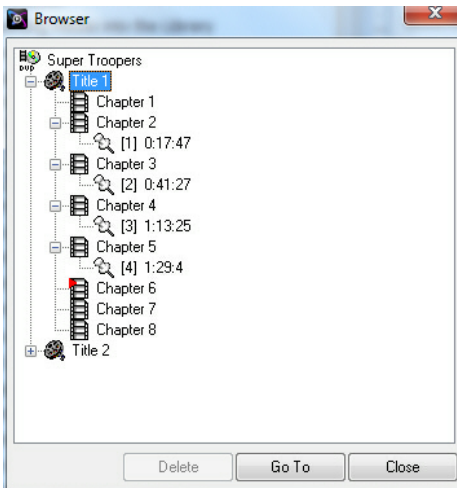 Browser
DVD
Super Troopers
Title 1
Chapter 1
Chapter 2
[1] 0:17:47
Chapter 3
[2] 0:41:27
Chapter 4
[3] 1:13:25
Chapter 5
[4] 1:29:4
Chapter 6
Chapter 7
Chapter 8
Title 2
Delete
Go To
Close